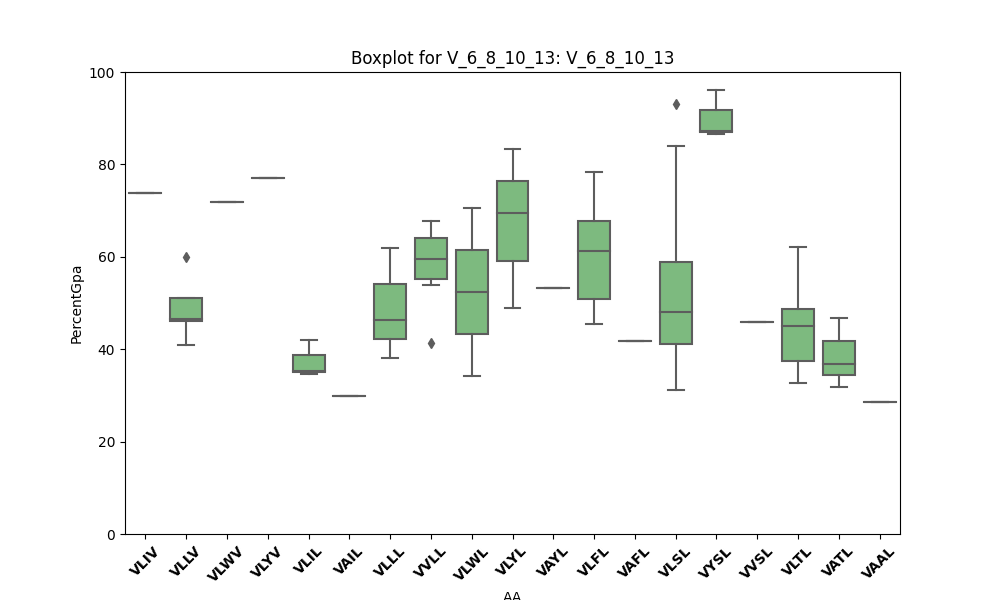 Boxplot for V_6_8_10_13: V_6_8_10_13
100
80
60
40
20
0
PercentGpa
VLIV VLLV VLWV VLYV VLIL VAIL VLLL VVLL VLWL VLYL VAYL VLFL VAFL VLSL VYSL VVSL VLTL VATL VAAL
AA